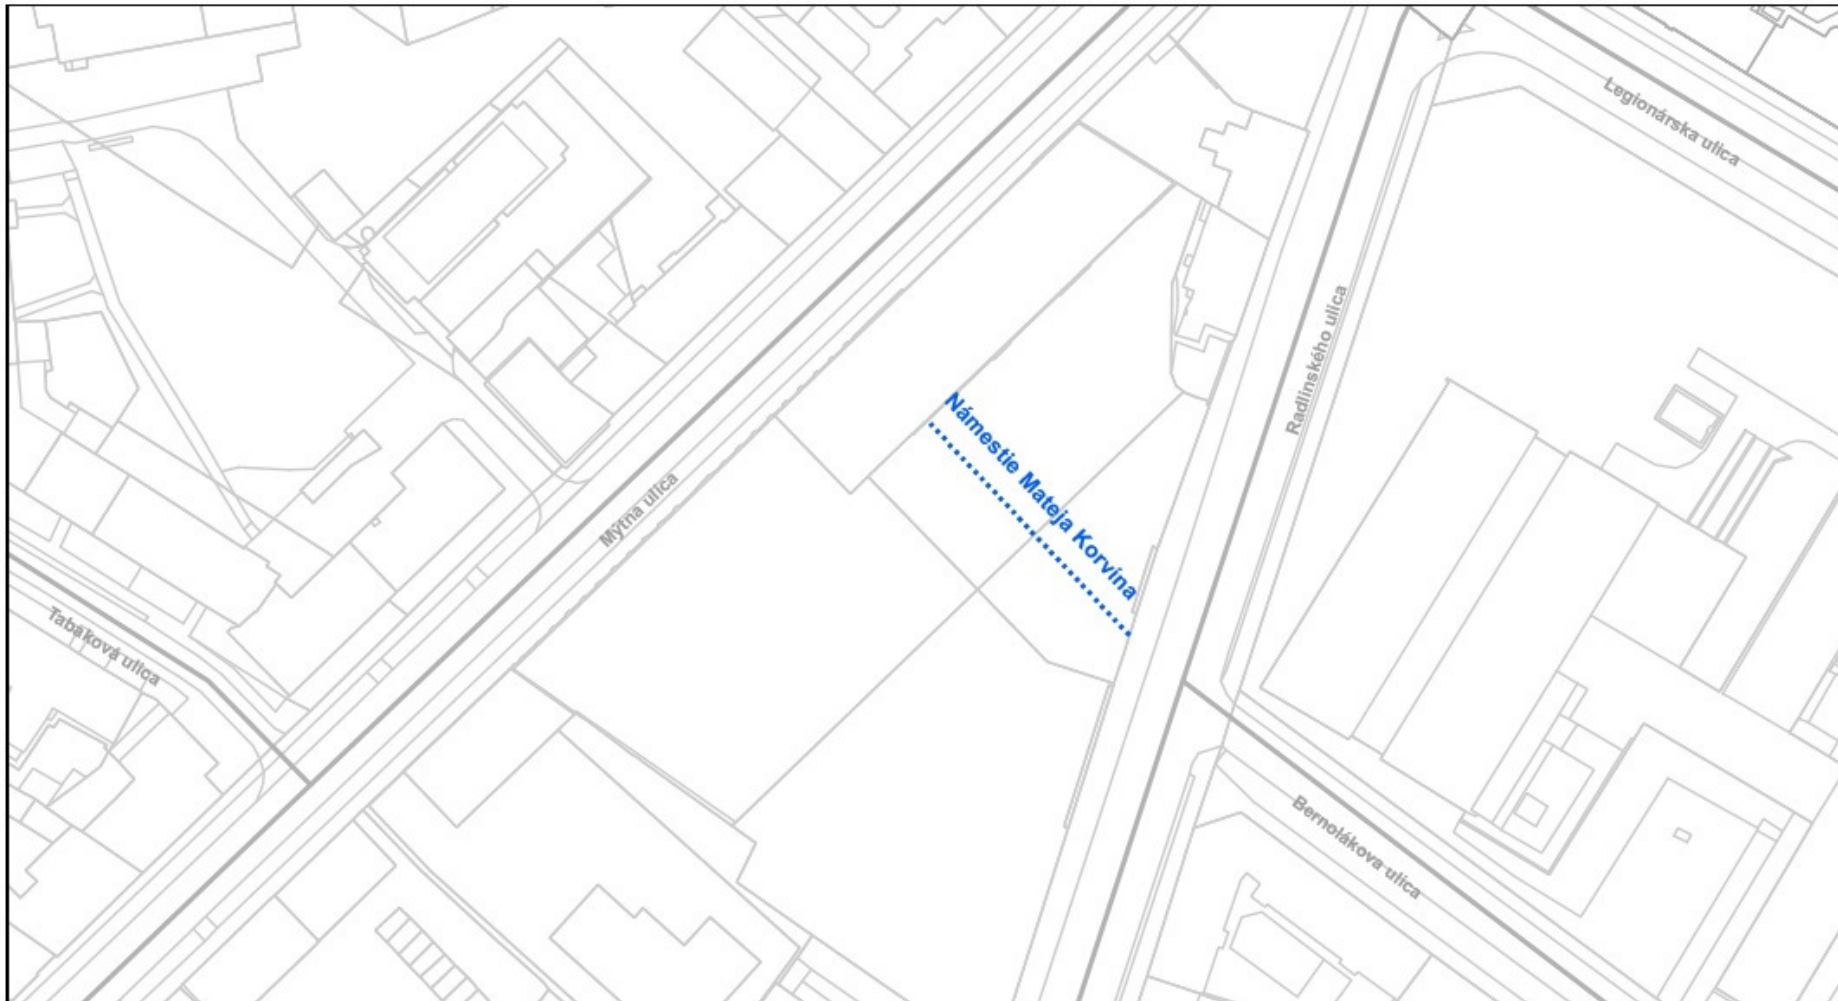 Legionárska ulica
Radlinského ulica
Námestie Mateja Korvína
Mýtna ulica
Tabaková ulica
Bernolákova ulica